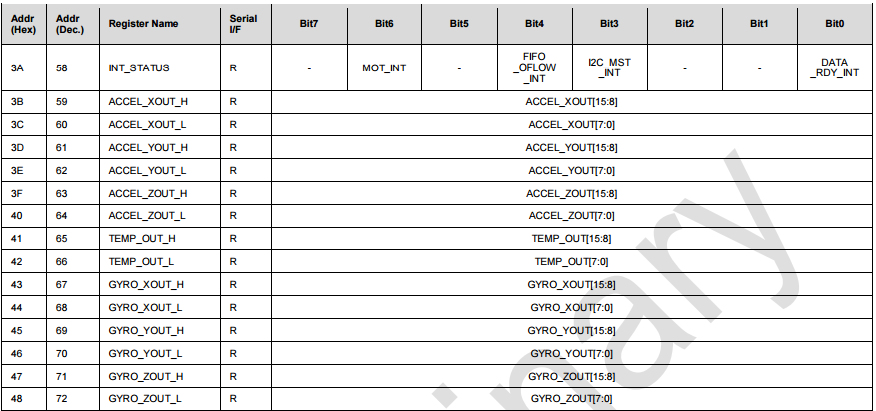 Addr (Hex) Addr (Dec.) Register Name Serial I/F Bit7 Bit6 Bit5 Bit4 Bit3 Bit2 Bit1 Bit0
3A 58 INT_STATUS R - MOT_INT - FIFO _OFLOW _INT I2C_MST _INT - - DATA _RDY_INT
3B 59 ACCEL_XOUT_H R ACCEL_XOUT[15:8]
3C 60 ACCEL_XOUT_L R ACCEL_XOUT[7:0]
3D 61 ACCEL_YOUT_H R ACCEL_YOUT[15:8]
3E 62 ACCEL_YOUT_L R ACCEL_YOUT[7:0]
3F 63 ACCEL_ZOUT_H R ACCEL_ZOUT[15:8]
40 64 ACCEL_ZOUT_L R ACCEL_ZOUT[7:0]
41 65 TEMP_OUT_H R TEMP_OUT[15:8]
42 66 TEMP_OUT_L R TEMP_OUT[7:0]
43 67 GYRO_XOUT_H R GYRO_XOUT[15:8]
44 68 GYRO_XOUT_L R GYRO_XOUT[7:0]
45 69 GYRO_YOUT_H R GYRO_YOUT[15:8]
46 70 GYRO_YOUT_L R GYRO_YOUT[7:0]
47 71 GYRO_ZOUT_H R GYRO_ZOUT[15:8]
48 72 GYRO_ZOUT_L R GYRO_ZOUT[7:0]
inary